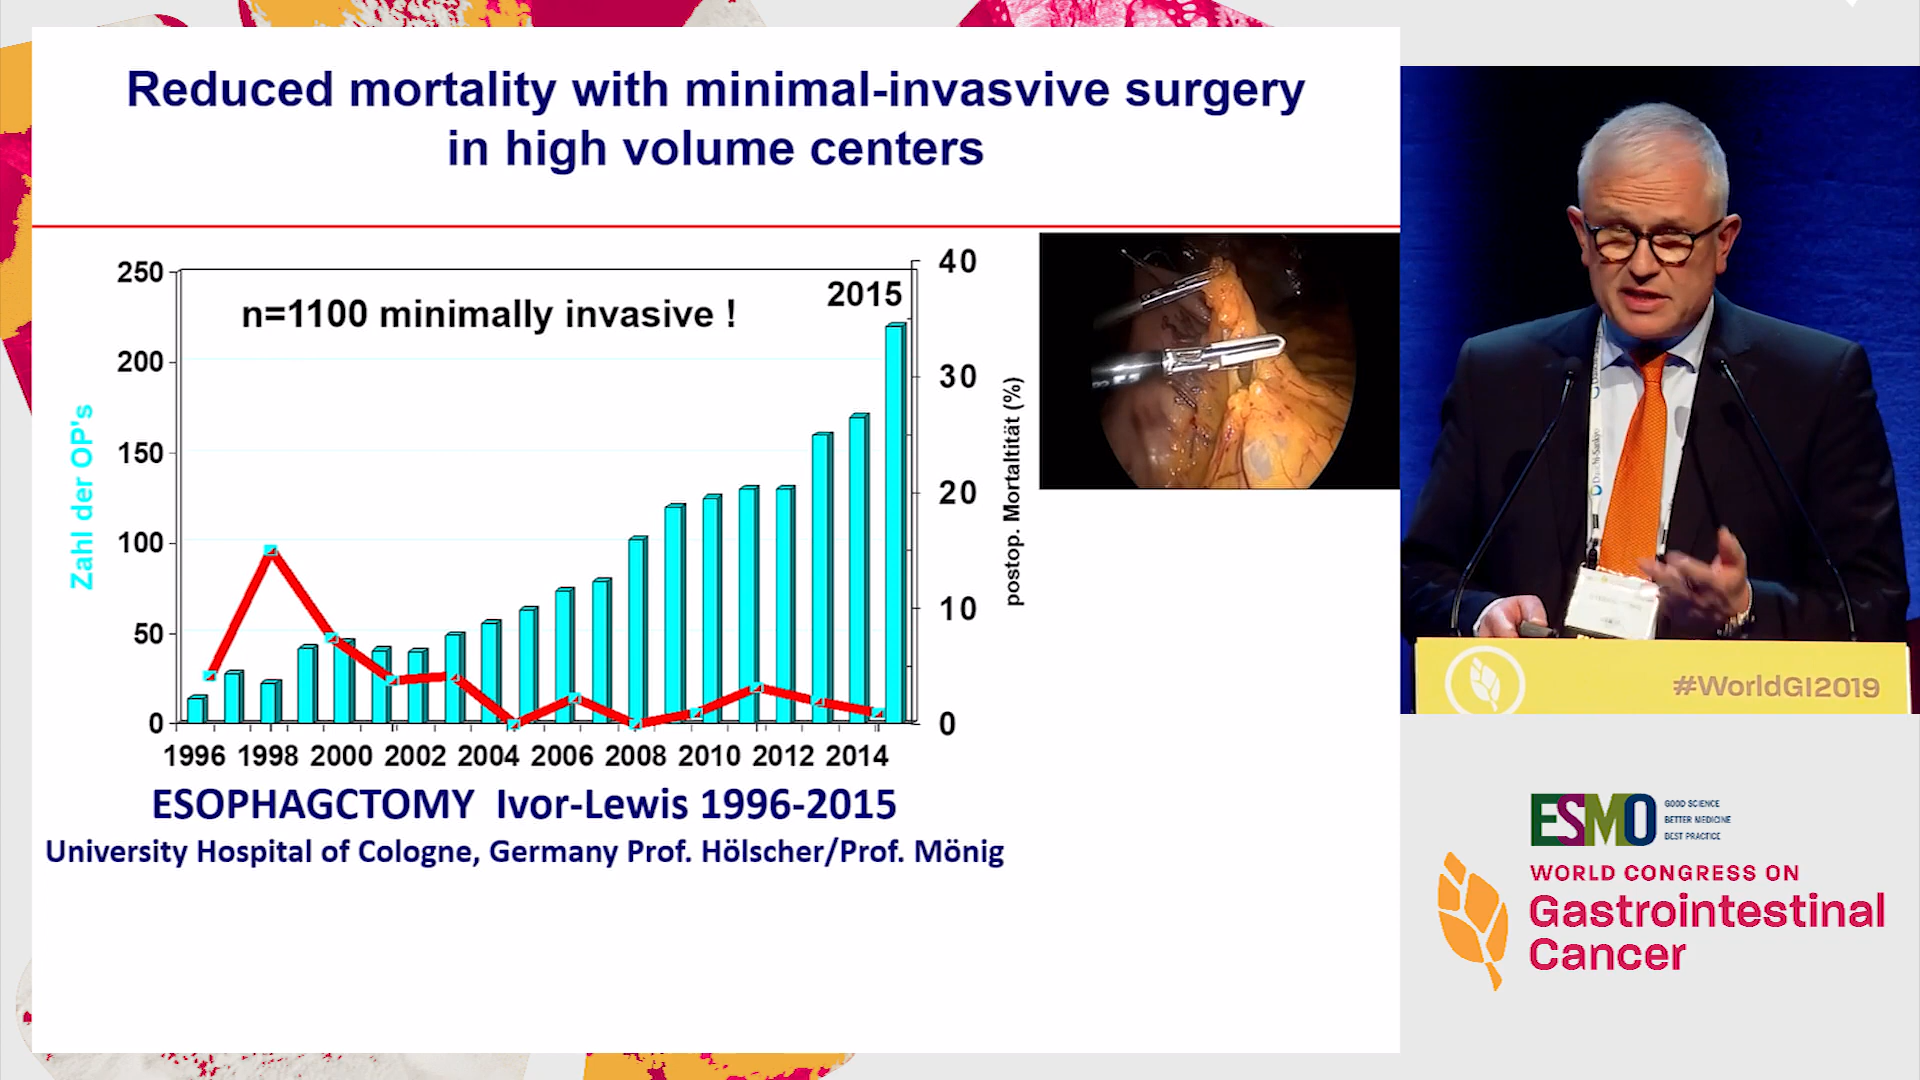 Reduced mortality with minimal-invasvive surgery
in high volume centers
n=1100 minimally invasive !
2015
250
200
150
100
50
0
Zahl der OP's
40
30
20
10
0
postop. Mortaltität (%)
1996 1998 2000 2002 2004 2006 2008 2010 2012 2014
ESOPHAGCTOMY Ivor-Lewis 1996-2015
University Hospital of Cologne, Germany Prof. Hölscher/Prof. Mönig
Daiichi-Sankyo
#WorldGI2019
ESMO
GOOD SCIENCE
BETTER MEDICINE
BEST PRACTICE
WORLD CONGRESS ON
Gastrointestinal
Cancer